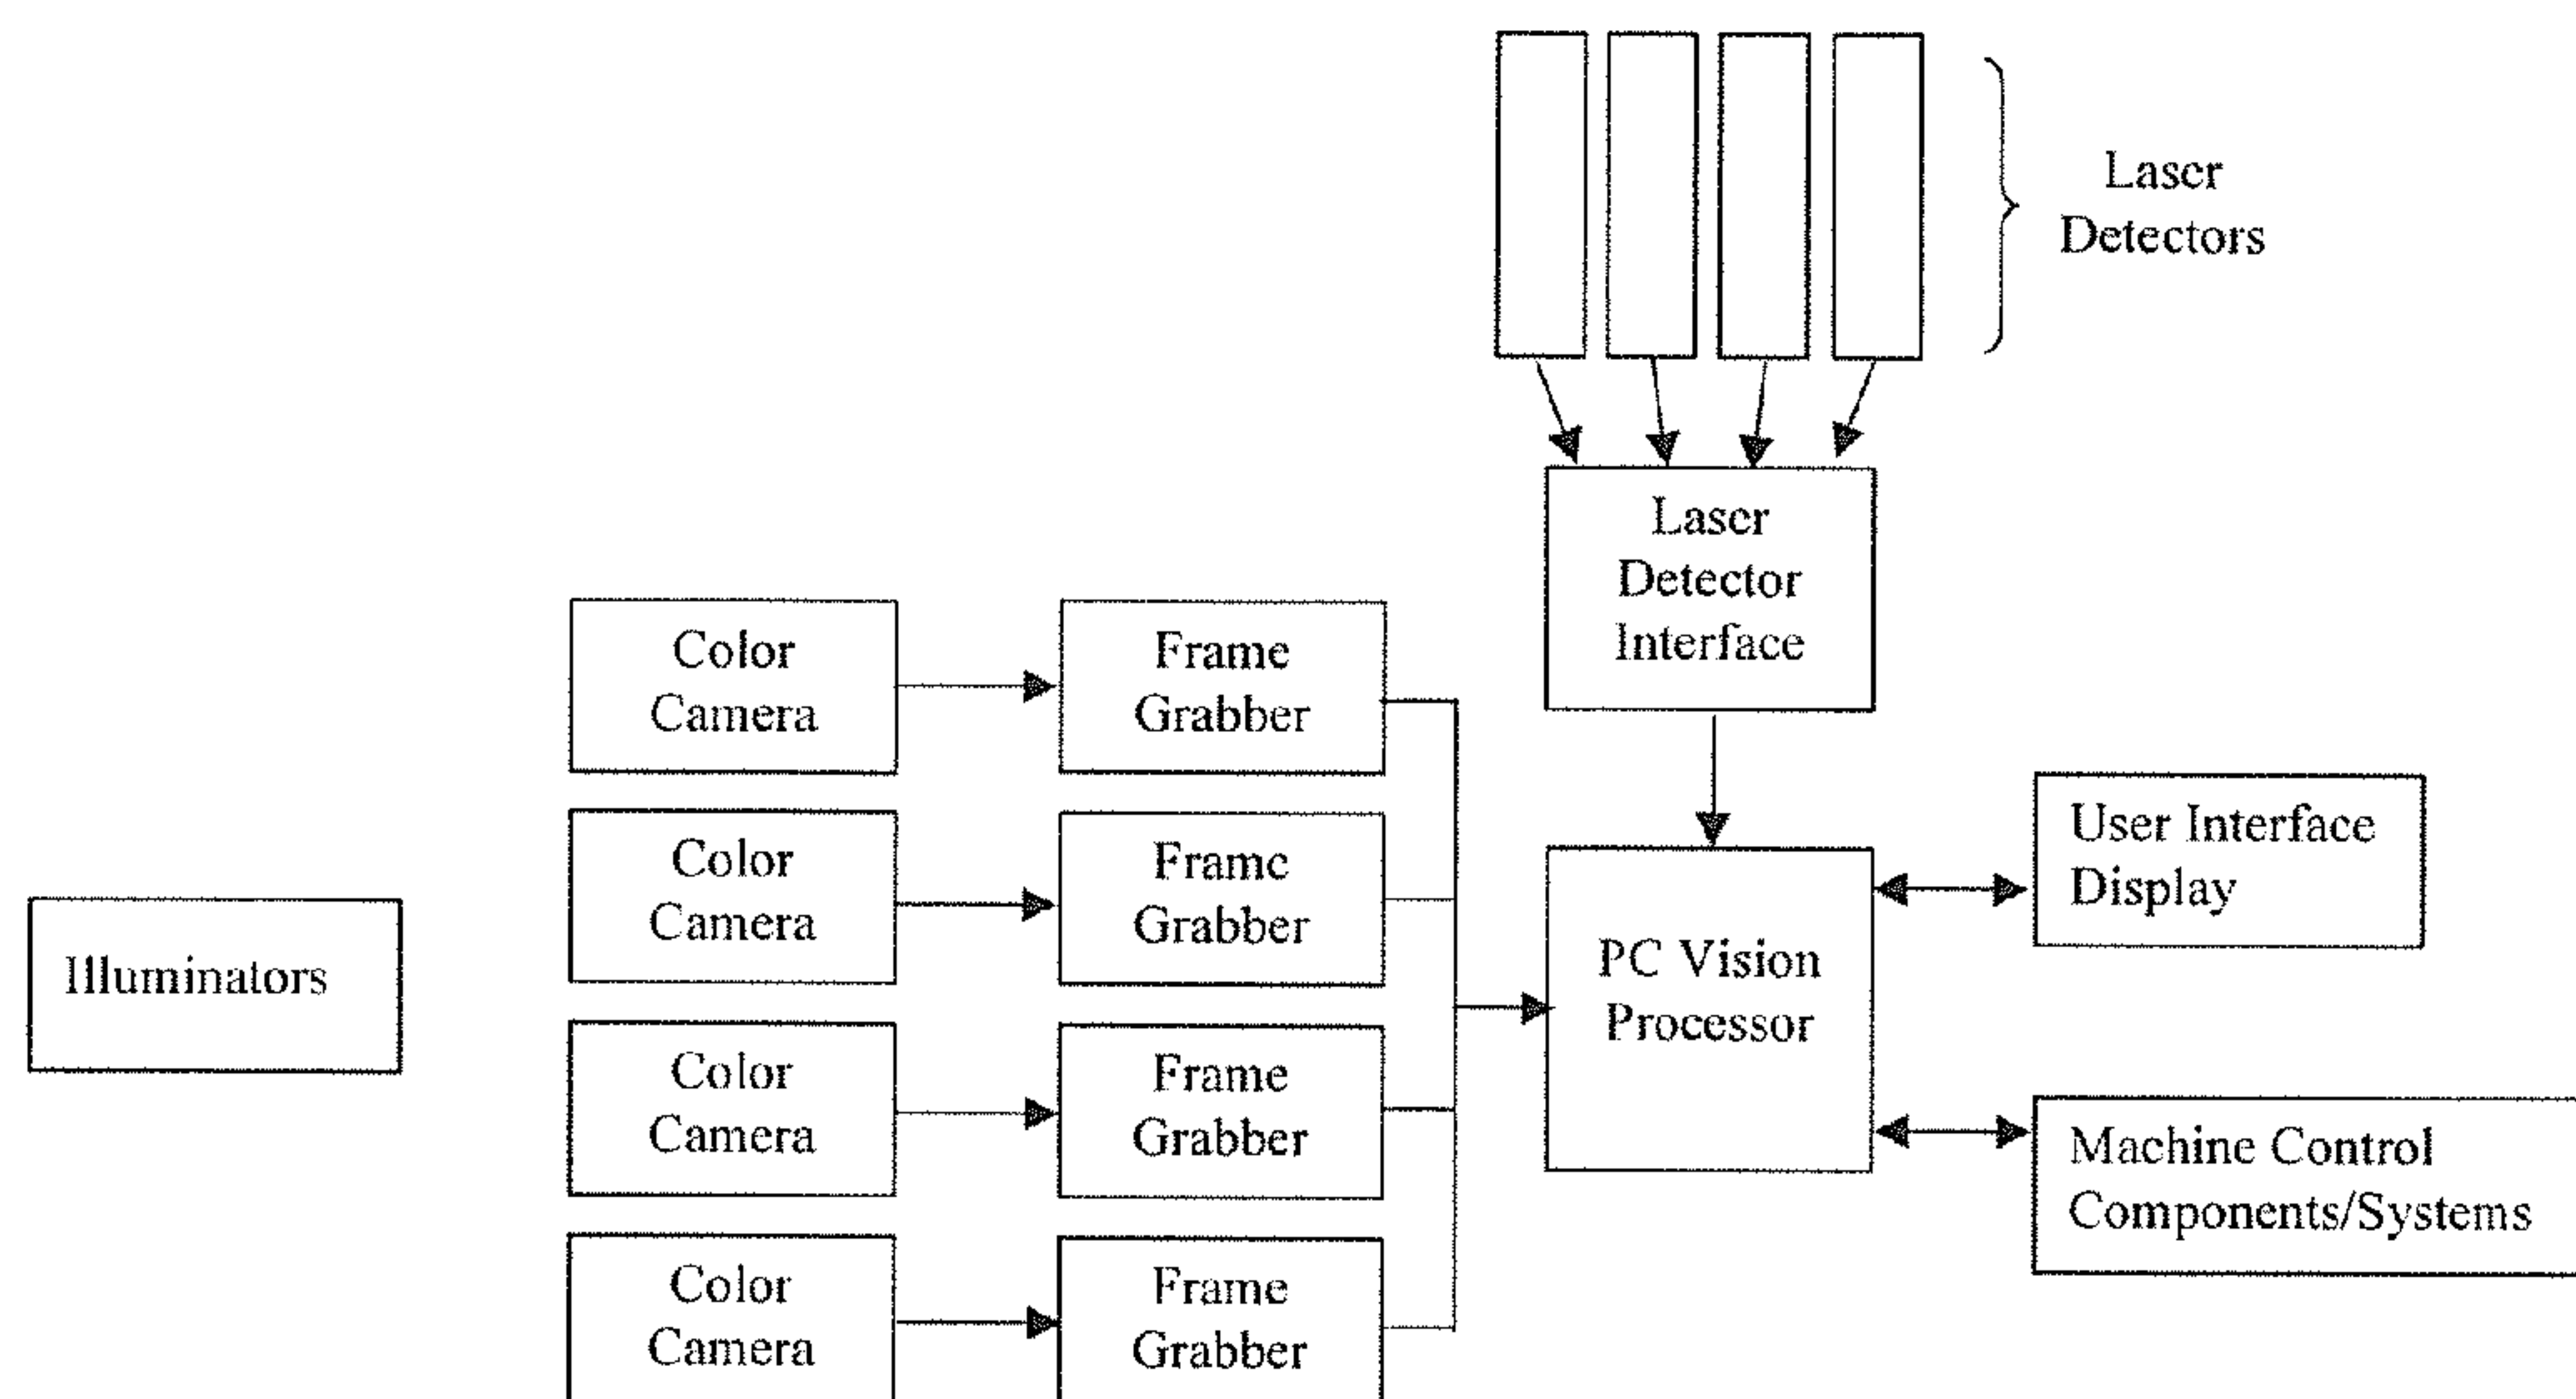 Laser
Detectors
Laser
Detector
Interface
Color
Camera
Frame
Grabber
Color
Camera
Frame
Grabber
User Interface
Display
Illuminators
PC Vision
Processor
Color
Camera
Frame
Grabber
Machine Control
Components/Systems
Color
Camera
Frame
Grabber